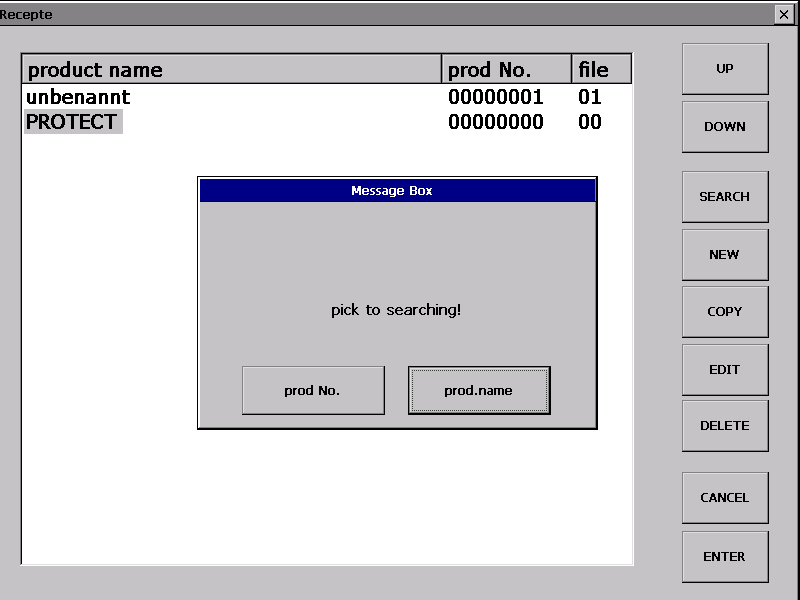 Recepte
product name prod No. file
unbenannt 00000001 01
PROTECT 00000000 00
Message Box
pick to searching!
prod No. prod.name
UP
DOWN
SEARCH
NEW
COPY
EDIT
DELETE
CANCEL
ENTER